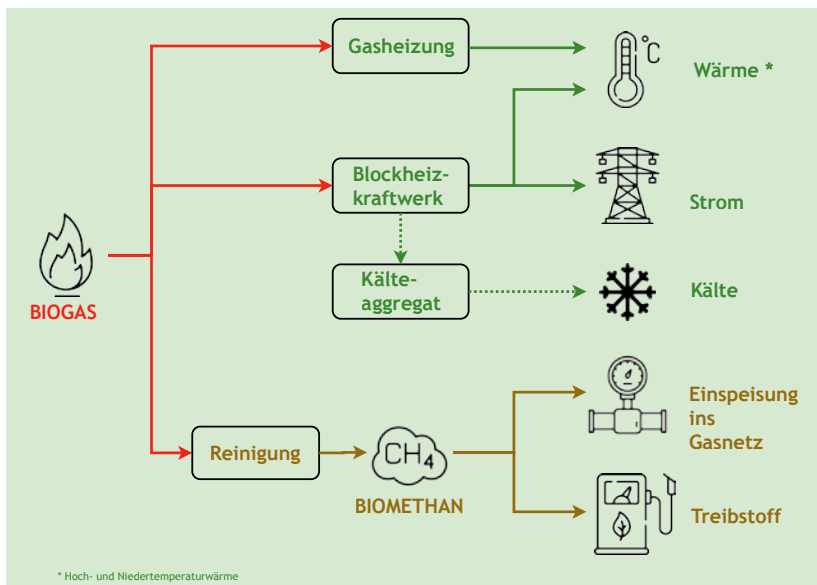 Gasheizung
°C
Wärme *
Blockheiz-
kraftwerk
Strom
BIOGAS
Kälte-
aggregat
Kälte
Einspeisung
ins
Gasnetz
Reinigung
CH4
BIOMETHAN
Treibstoff
* Hoch- und Niedertemperaturwärme